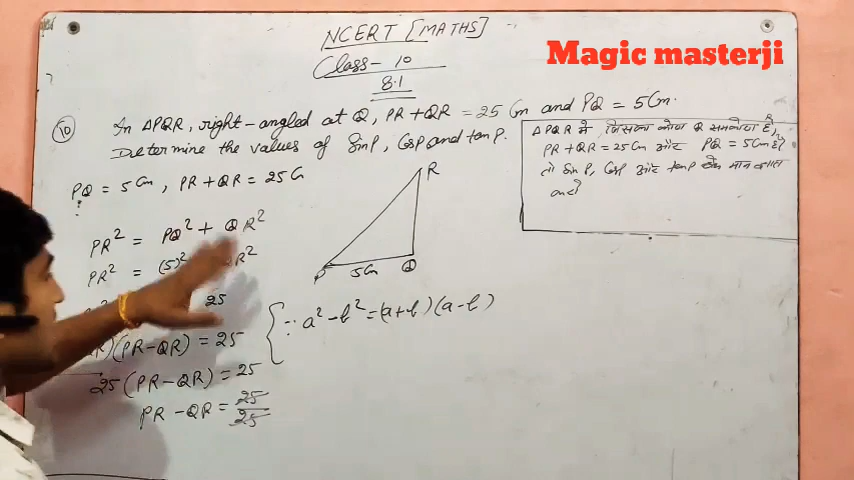 NCERT [MATHS]
Magic masterji
Class - 10
8.1
10 In ΔPQR, right-angled at Q, PR + QR = 25 Cm and PQ = 5 Cm.
Determine the values of Sin P, Cos P and tan P.
ΔPQR में, जिसका कोण Q समकोण है,
PR + QR = 25 Cm और PQ = 5 Cm है
तो Sin P, Cos P और tan P के मान ज्ञात
करो
PQ = 5 Cm, PR + QR = 25 C
R
P
5 Cm
Q
PR² = PQ² + QR²
PR² = (5)² R²
25
R)(PR - QR) = 25
∵ a² - b² = (a+b)(a-b)
25 (PR - QR) = 25
PR - QR = 25/25